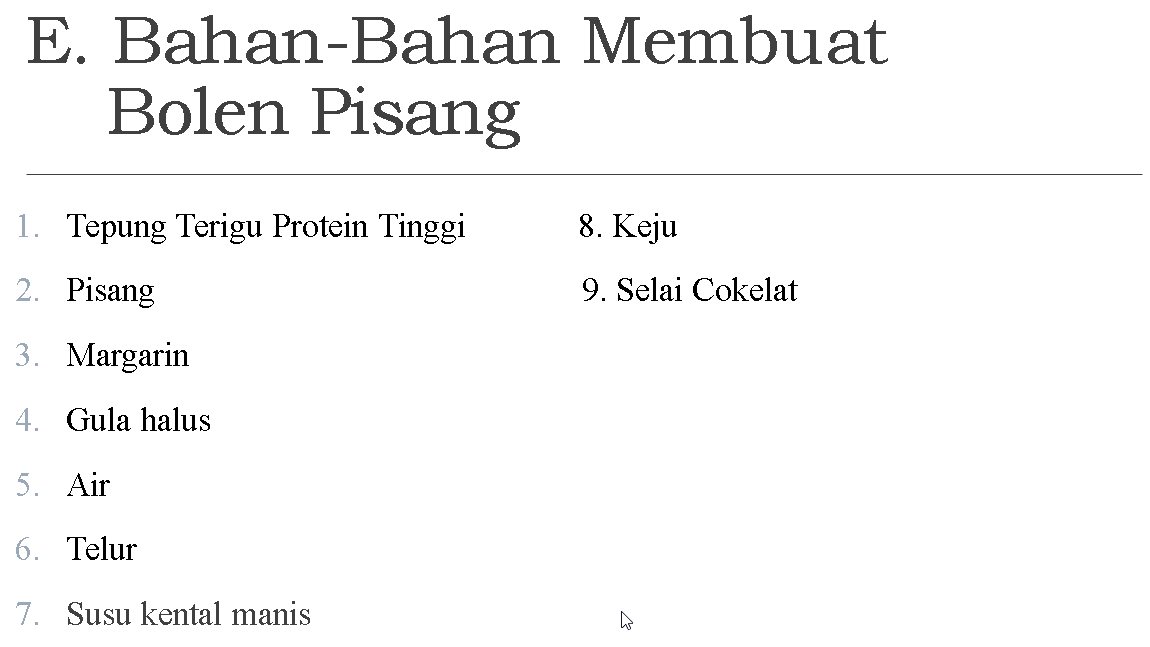 E. Bahan-Bahan Membuat
Bolen Pisang
1. Tepung Terigu Protein Tinggi
2. Pisang
3. Margarin
4. Gula halus
5. Air
6. Telur
7. Susu kental manis
8. Keju
9. Selai Cokelat